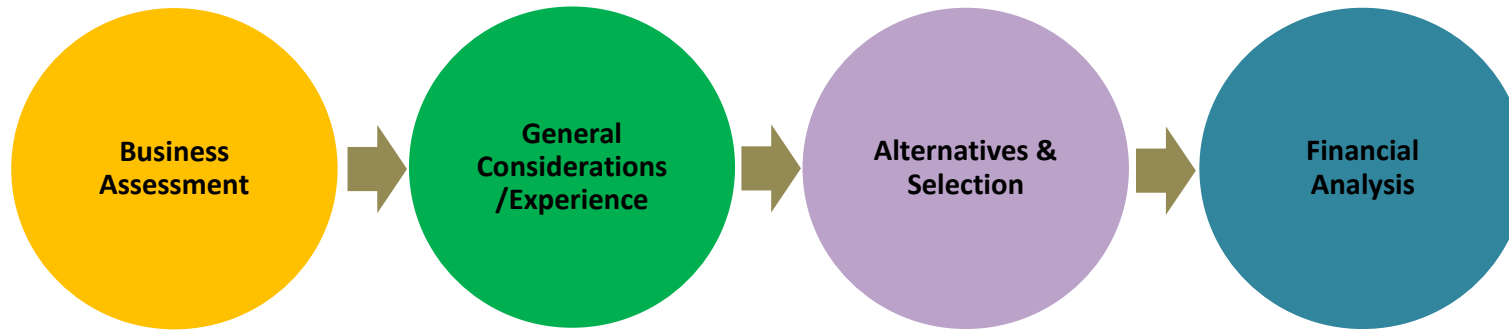 Business
Assessment
General
Considerations
/Experience
Alternatives &
Selection
Financial
Analysis